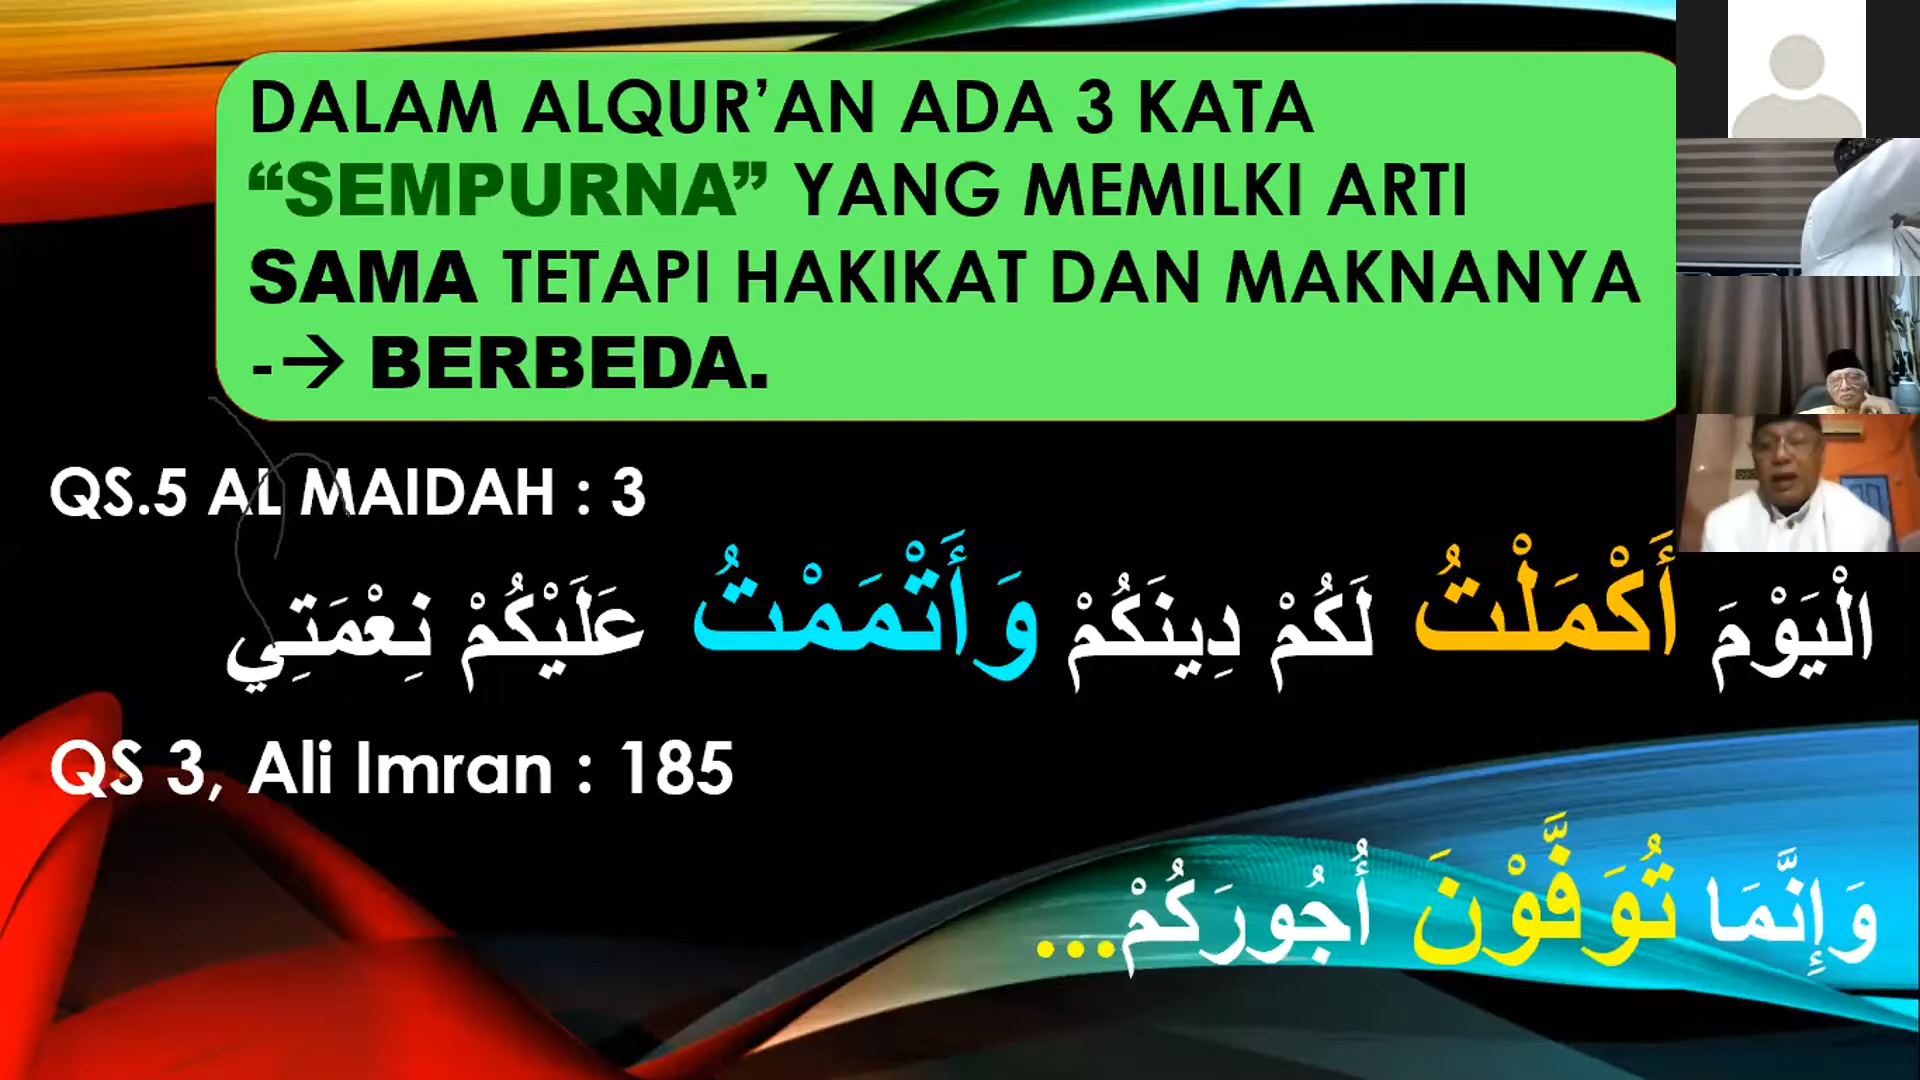 DALAM ALQUR’AN ADA 3 KATA
“SEMPURNA” YANG MEMILKI ARTI
SAMA TETAPI HAKIKAT DAN MAKNANYA
-→ BERBEDA.
QS.5 AL MAIDAH : 3
الْيَوْمَ أَكْمَلْتُ لَكُمْ دِينَكُمْ وَأَتْمَمْتُ عَلَيْكُمْ نِعْمَتِي
QS 3, Ali Imran : 185
وَإِنَّمَا تُوَفَّوْنَ أُجُورَكُمْ...